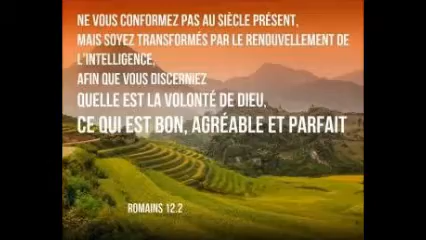 NE VOUS CONFORMEZ PAS AU SIÈCLE PRÉSENT,
MAIS SOYEZ TRANSFORMÉS PAR LE RENOUVELLEMENT DE
L'INTELLIGENCE,
AFIN QUE VOUS DISCERNIEZ
QUELLE EST LA VOLONTÉ DE DIEU,
CE QUI EST BON, AGRÉABLE ET PARFAIT
ROMAINS 12.2